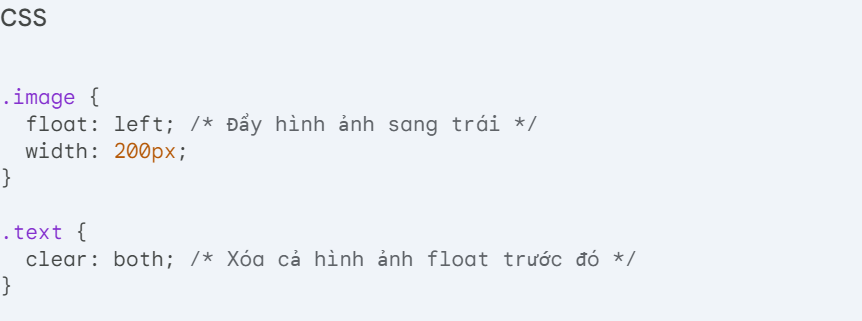 CSS
.image {
  float: left; /* Đẩy hình ảnh sang trái */
  width: 200px;
}
.text {
  clear: both; /* Xóa cả hình ảnh float trước đó */
}